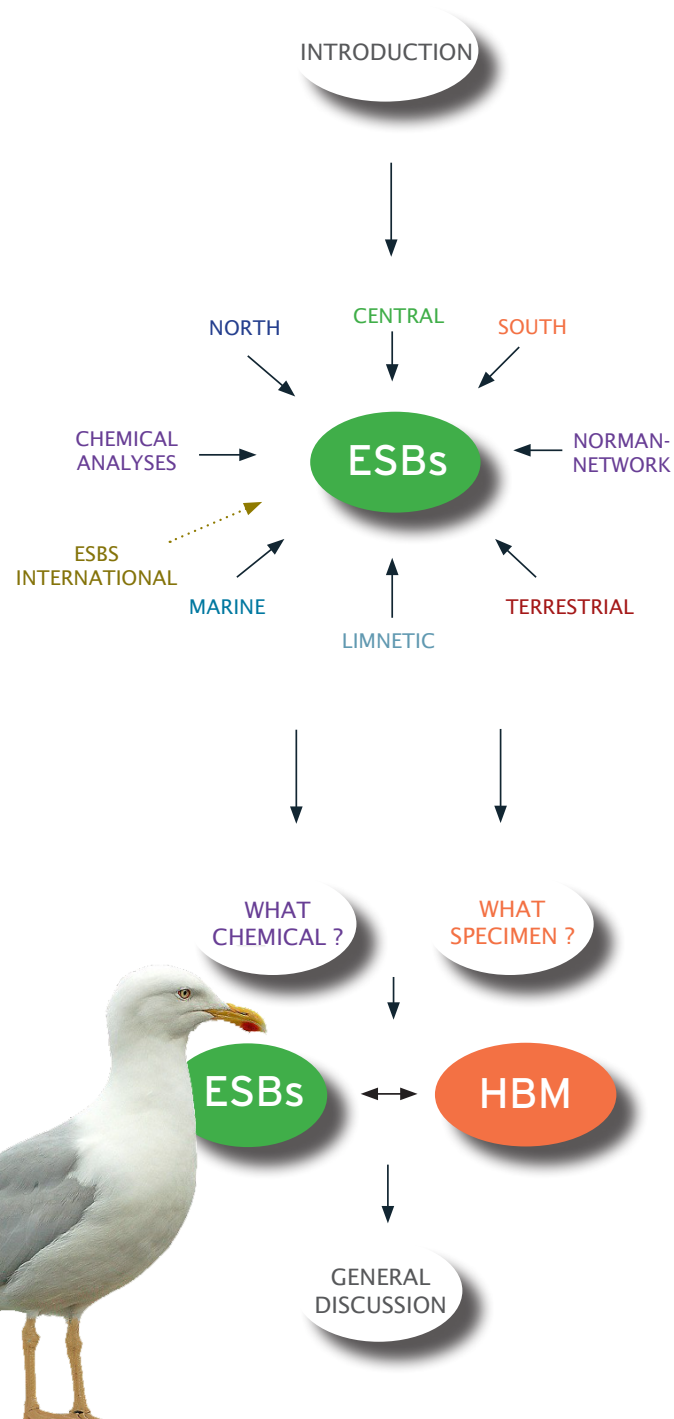 INTRODUCTION
NORTH
CENTRAL
SOUTH
CHEMICAL
ANALYSES
ESBs
NORMAN-
NETWORK
ESBS
INTERNATIONAL
MARINE
LIMNETIC
TERRESTRIAL
WHAT
CHEMICAL ?
WHAT
SPECIMEN ?
ESBs
HBM
GENERAL
DISCUSSION